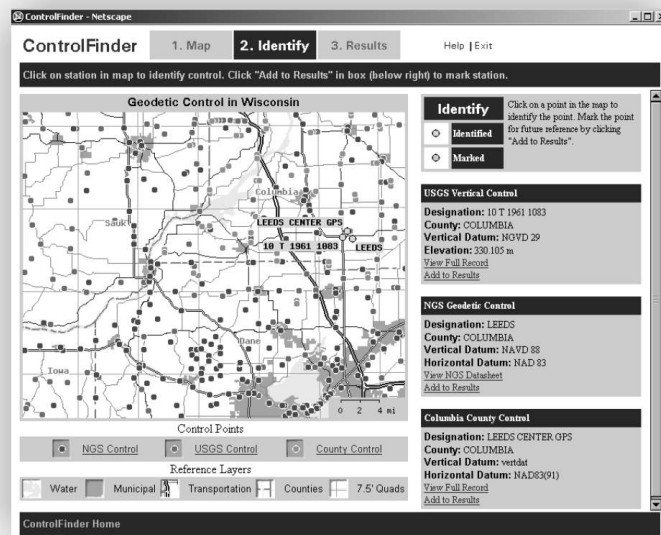 ControlFinder - Netscape
ControlFinder
1. Map
2. Identify
3. Results
Help | Exit
Click on station in map to identify control. Click "Add to Results" in box (below right) to mark station.
Geodetic Control in Wisconsin
Columbia
Sauk
LEEDS CENTER GPS
10 T 1961 1083
LEEDS
Dane
Iowa
0 2 4 mi
Control Points
NGS Control
USGS Control
County Control
Reference Layers
Water
Municipal
Transportation
Counties
7.5' Quads
Identify
Identified
Marked
Click on a point in the map to
identify the point. Mark the point
for future reference by clicking
"Add to Results".
USGS Vertical Control
Designation: 10 T 1961 1083
County: COLUMBIA
Vertical Datum: NGVD 29
Elevation: 330.105 m
View Full Record
Add to Results
NGS Geodetic Control
Designation: LEEDS
County: COLUMBIA
Vertical Datum: NAVD 88
Horizontal Datum: NAD 83
View NGS Datasheet
Add to Results
Columbia County Control
Designation: LEEDS CENTER GPS
County: COLUMBIA
Vertical Datum: vertdat
Horizontal Datum: NAD83(91)
View Full Record
Add to Results
ControlFinder Home